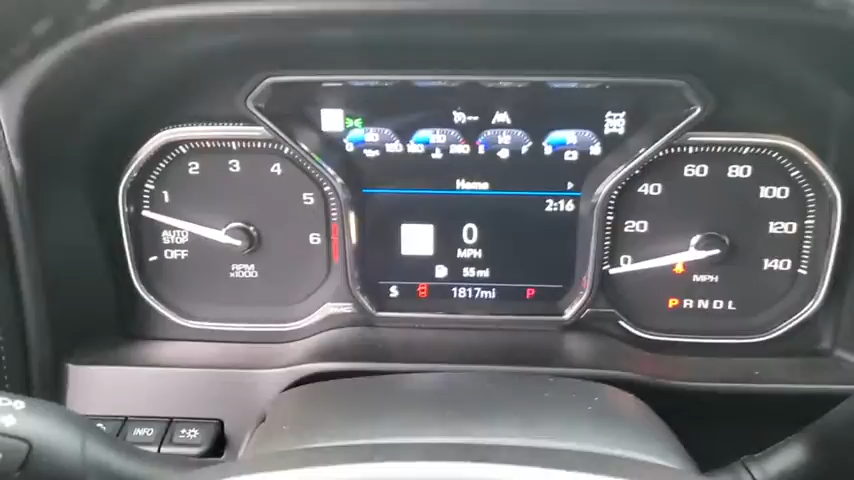 1 2 3 4 5 6
AUTO STOP
OFF
RPM
x1000
Home
2:16
0
MPH
55 mi
S 1817mi P
0 20 40 60 80 100 120 140
MPH
PRNDL
INFO